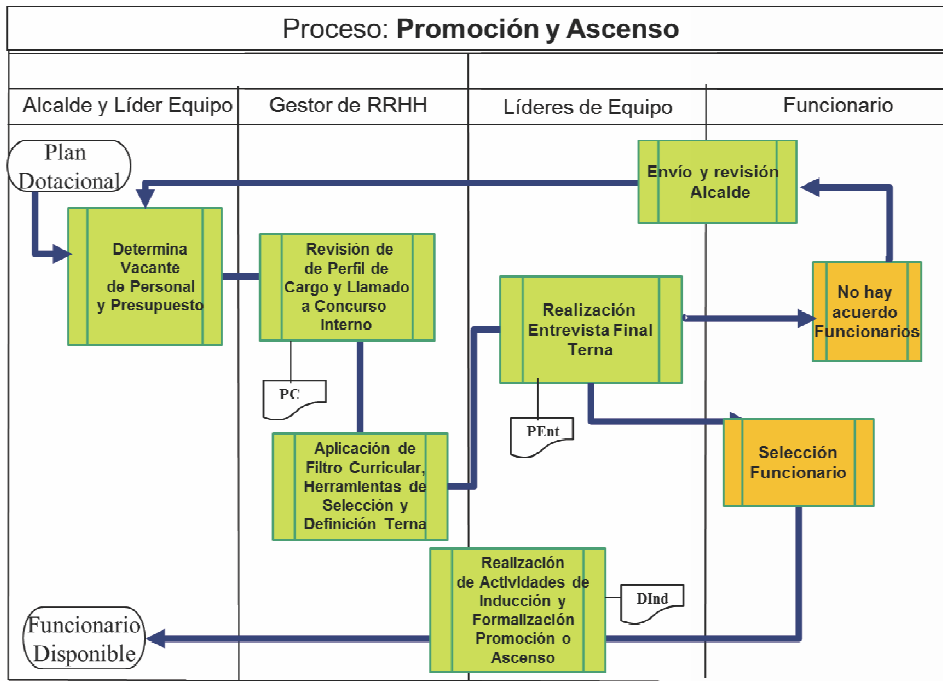 Proceso: Promoción y Ascenso
Alcalde y Líder Equipo
Gestor de RRHH
Líderes de Equipo
Funcionario
Plan
Dotacional
Envío y revisión
Alcalde
Determina
Vacante
de Personal
y Presupuesto
Revisión de
de Perfil de
Cargo y Llamado
a Concurso
Interno
Realización
Entrevista Final
Terna
No hay
acuerdo
Funcionarios
PC
PEnt
Aplicación de
Filtro Curricular,
Herramientas de
Selección y
Definición Terna
Selección
Funcionario
Realización
de Actividades de
Inducción y
Formalización
Promoción o
Ascenso
DInd
Funcionario
Disponible